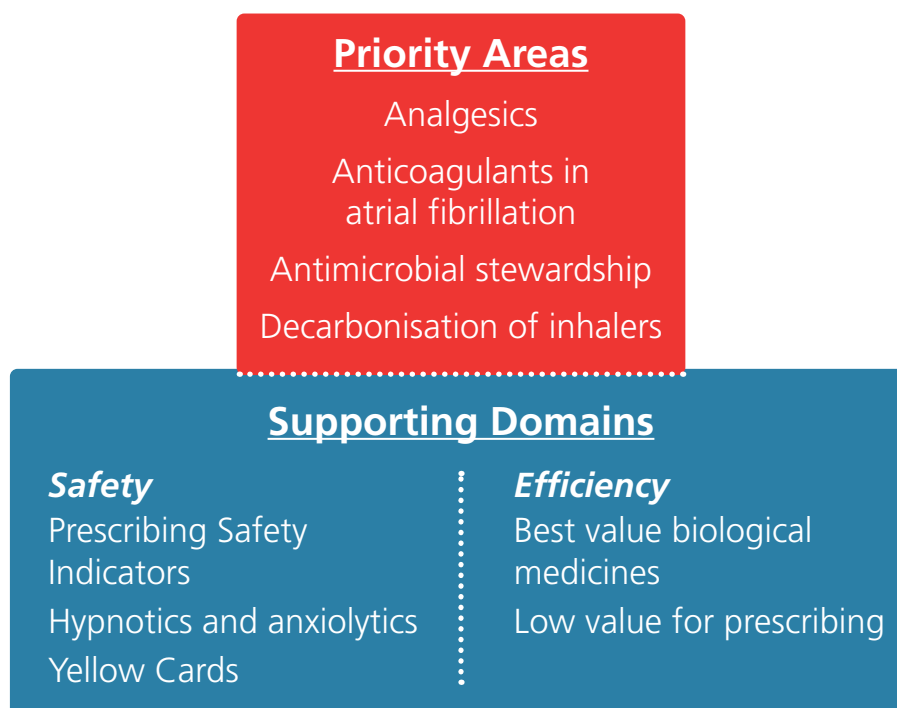 Priority Areas
Analgesics
Anticoagulants in
atrial fibrillation
Antimicrobial stewardship
Decarbonisation of inhalers
Supporting Domains
Safety
Prescribing Safety
Indicators
Hypnotics and anxiolytics
Yellow Cards
Efficiency
Best value biological
medicines
Low value for prescribing